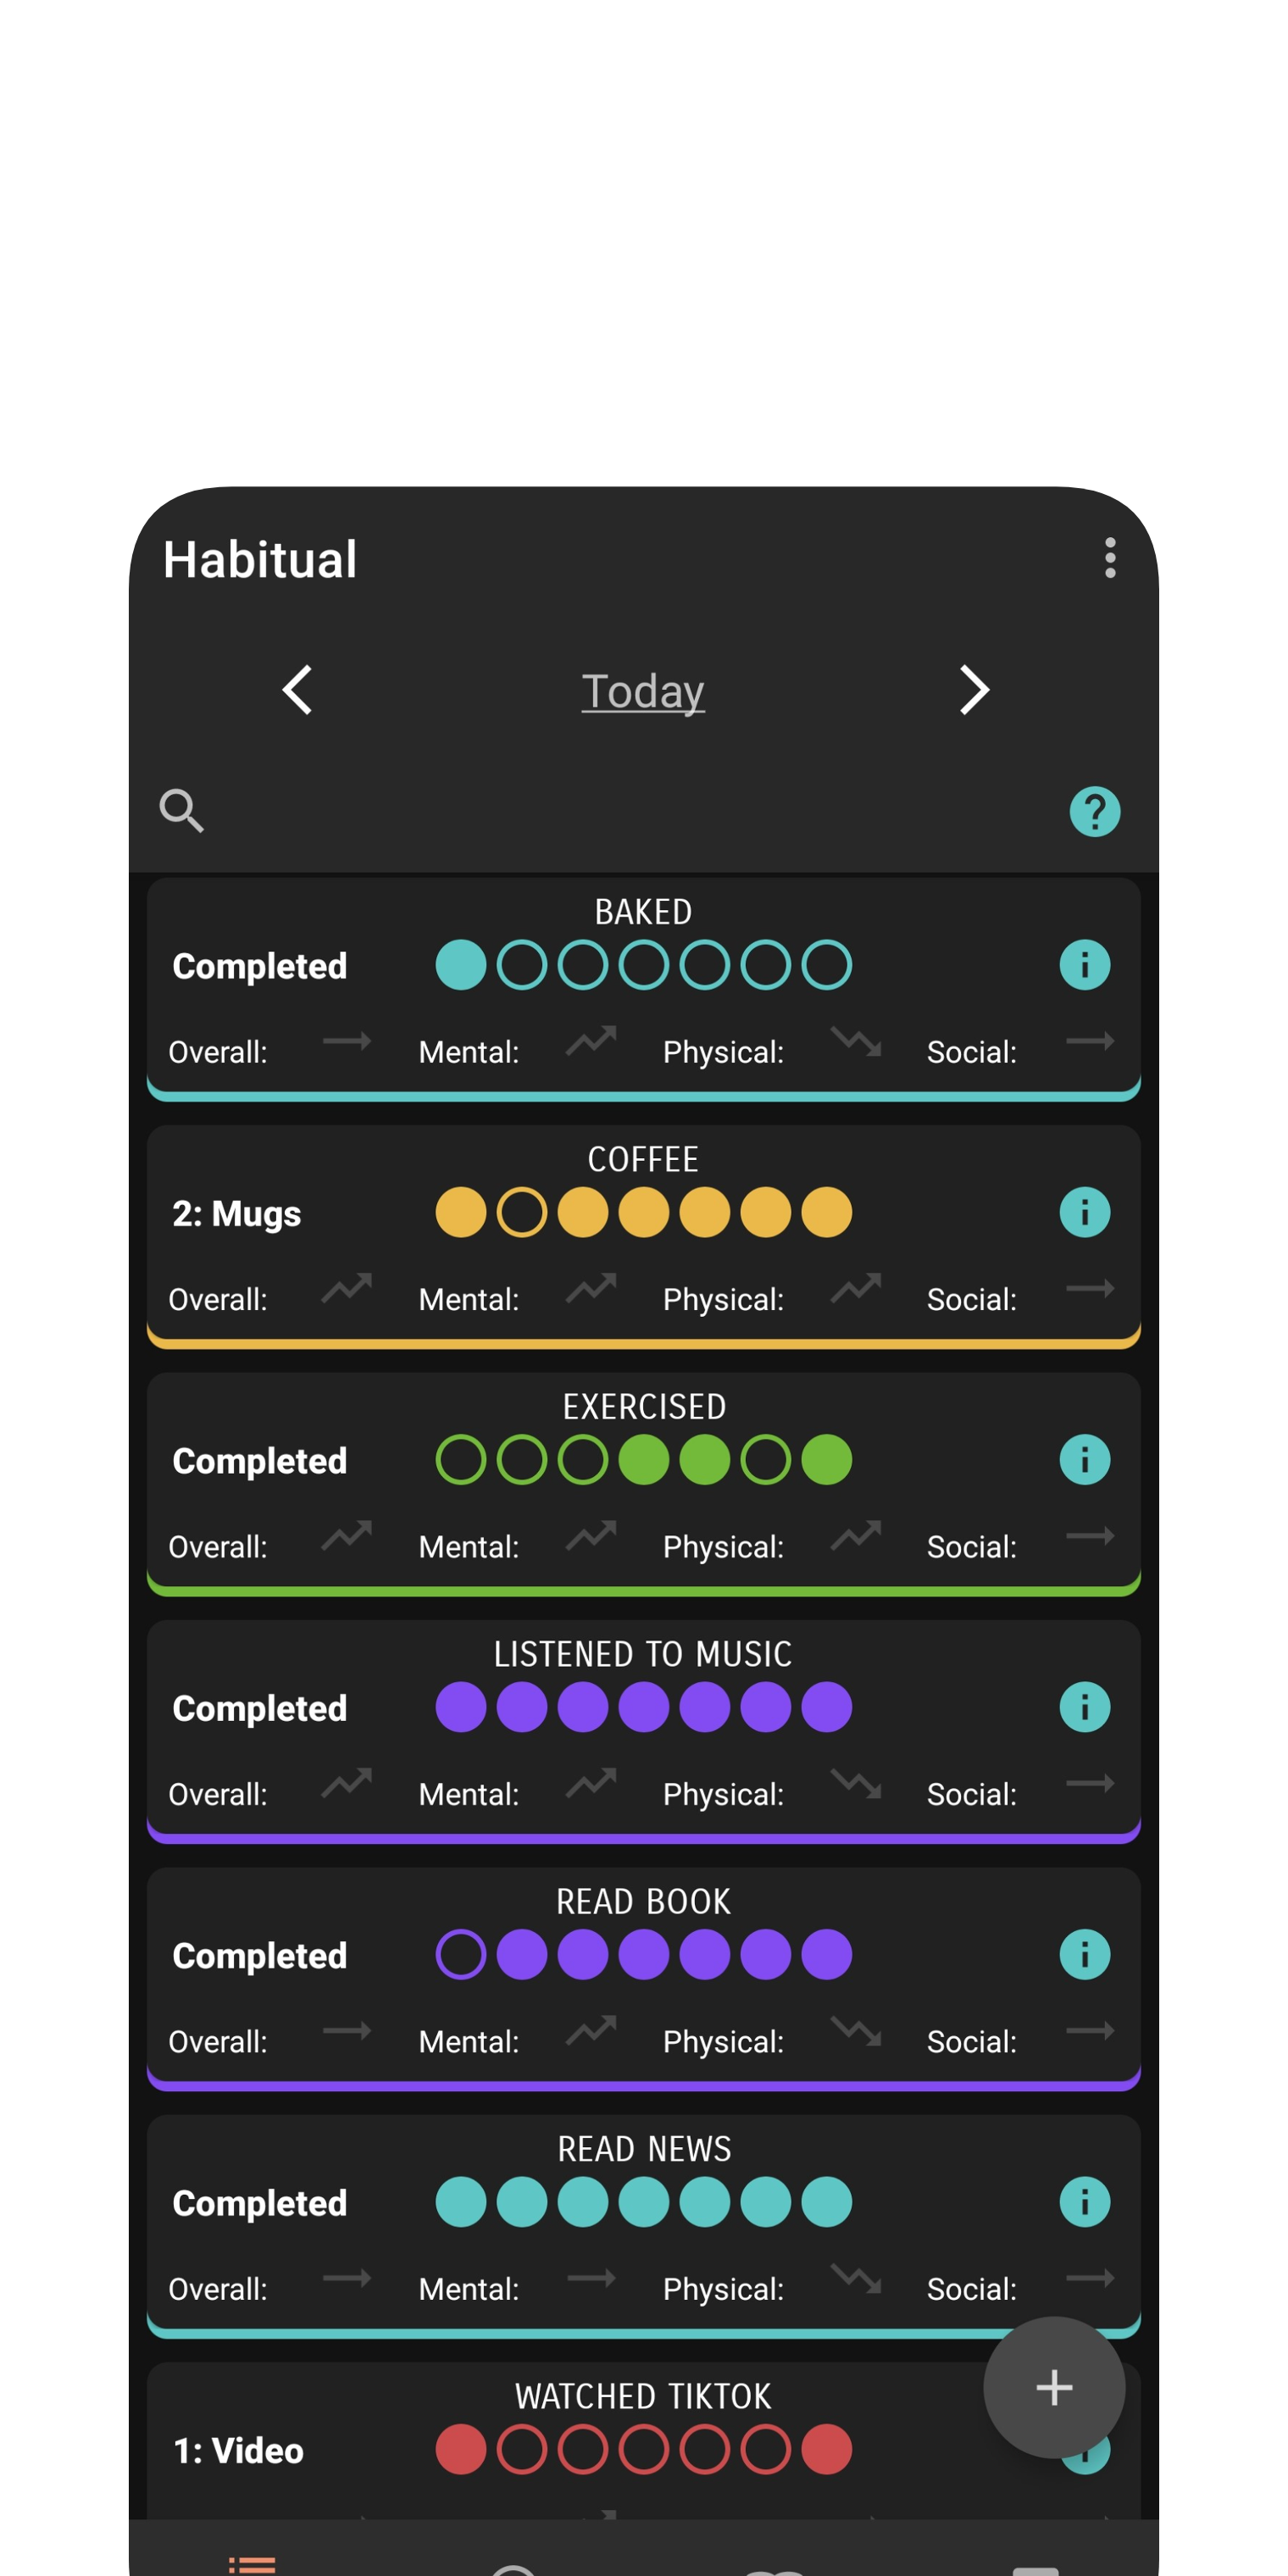 Habitual
Today
?
BAKED
Completed
i
Overall: Mental: Physical: Social:
COFFEE
2: Mugs
i
Overall: Mental: Physical: Social:
EXERCISED
Completed
i
Overall: Mental: Physical: Social:
LISTENED TO MUSIC
Completed
i
Overall: Mental: Physical: Social:
READ BOOK
Completed
i
Overall: Mental: Physical: Social:
READ NEWS
Completed
i
Overall: Mental: Physical: Social:
WATCHED TIKTOK
+
1: Video